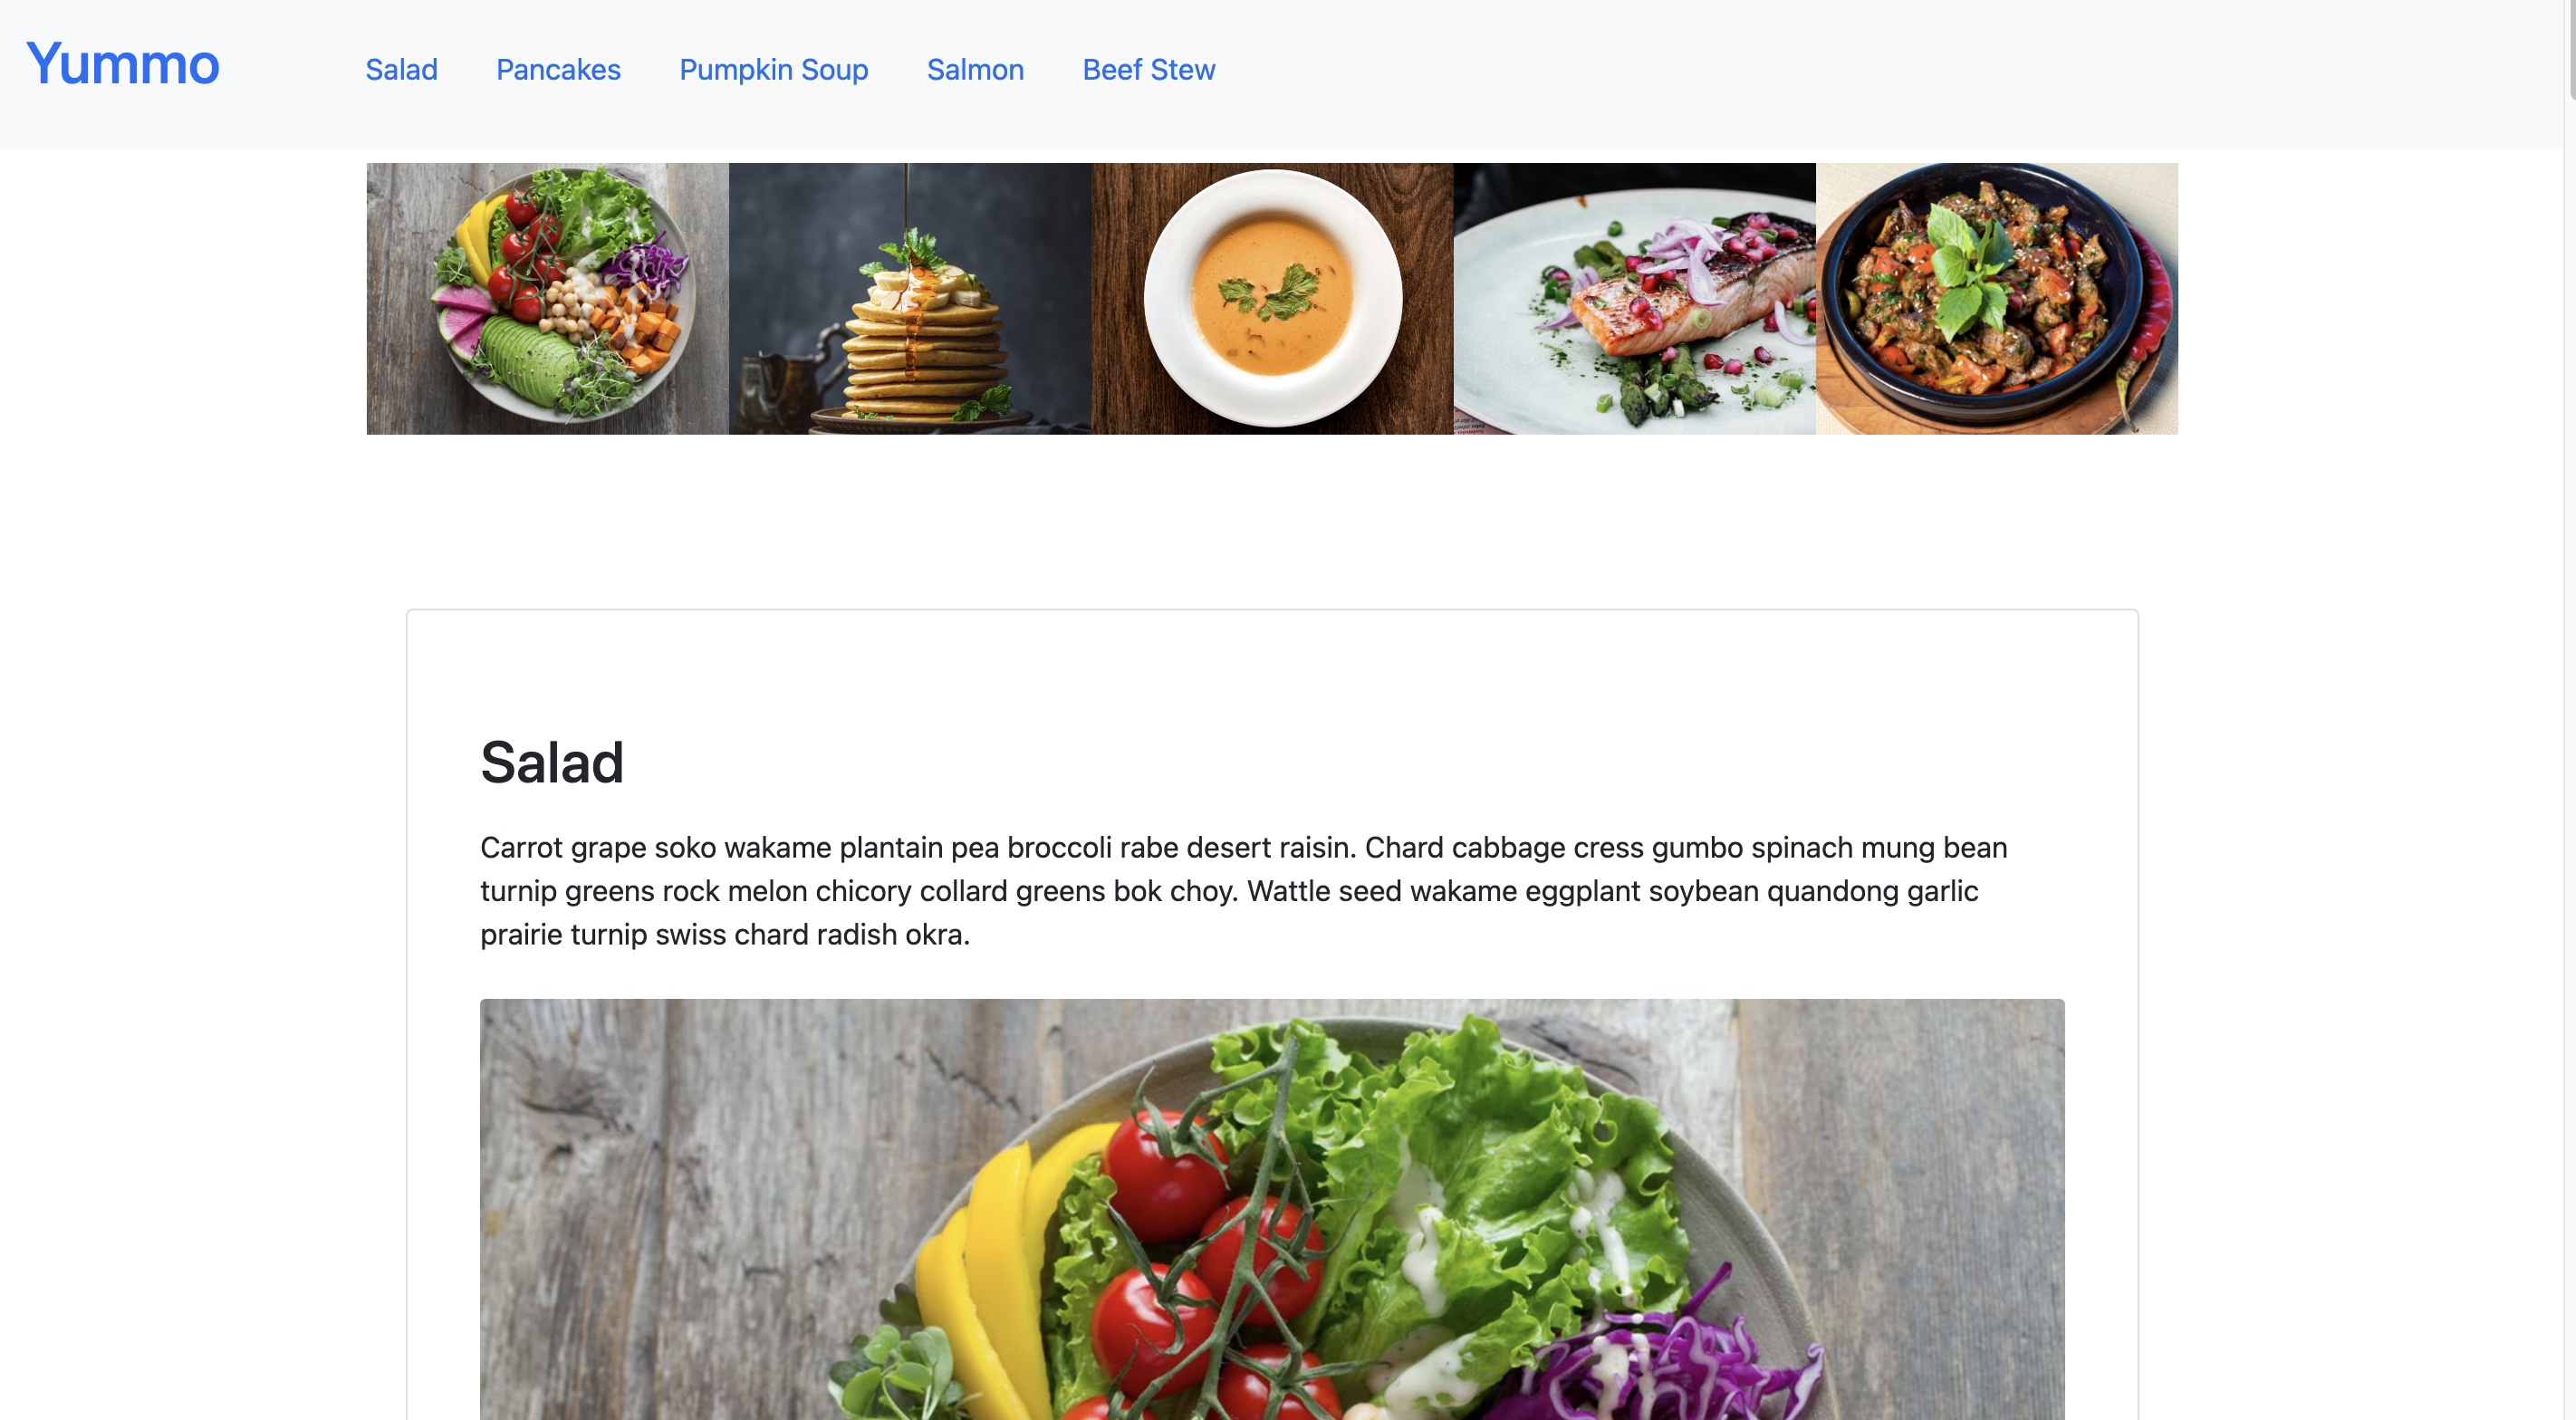 Yummo
Salad
Pancakes
Pumpkin Soup
Salmon
Beef Stew
Salad
Carrot grape soko wakame plantain pea broccoli rabe desert raisin. Chard cabbage cress gumbo spinach mung bean
turnip greens rock melon chicory collard greens bok choy. Wattle seed wakame eggplant soybean quandong garlic
prairie turnip swiss chard radish okra.